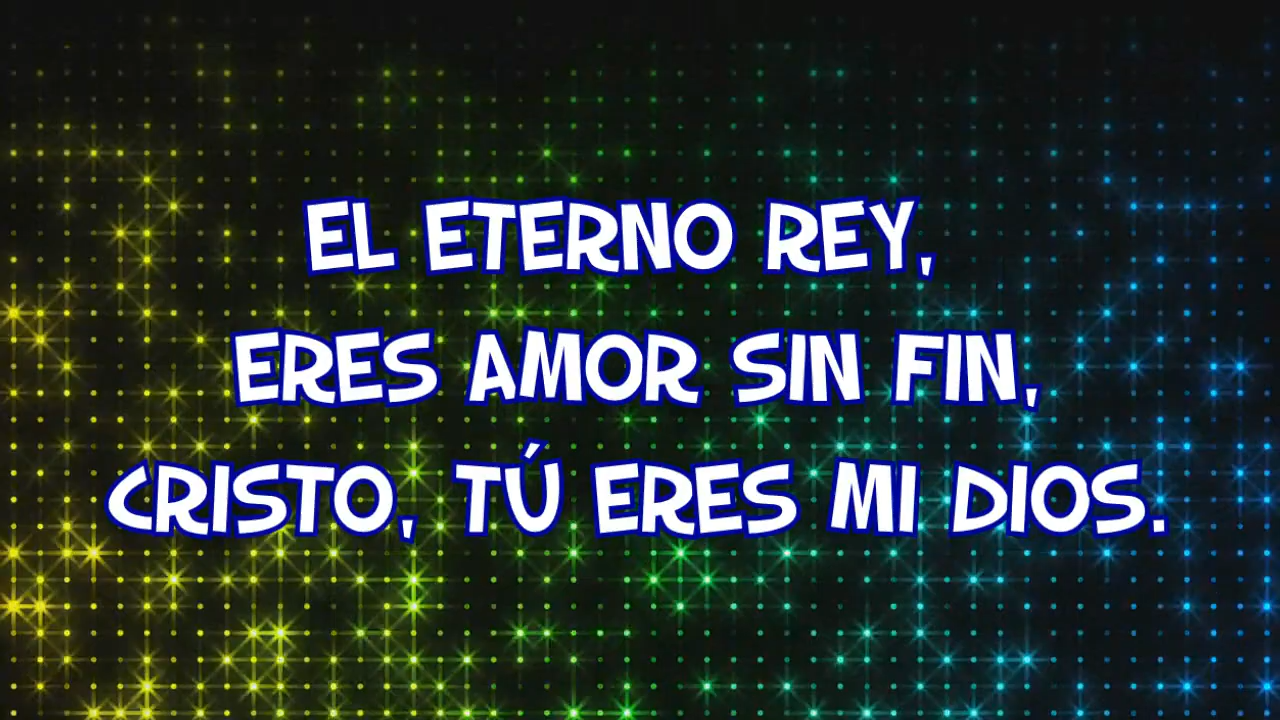 EL ETERNO REY,
ERES AMOR SIN FIN,
CRISTO, TÚ ERES MI DIOS.